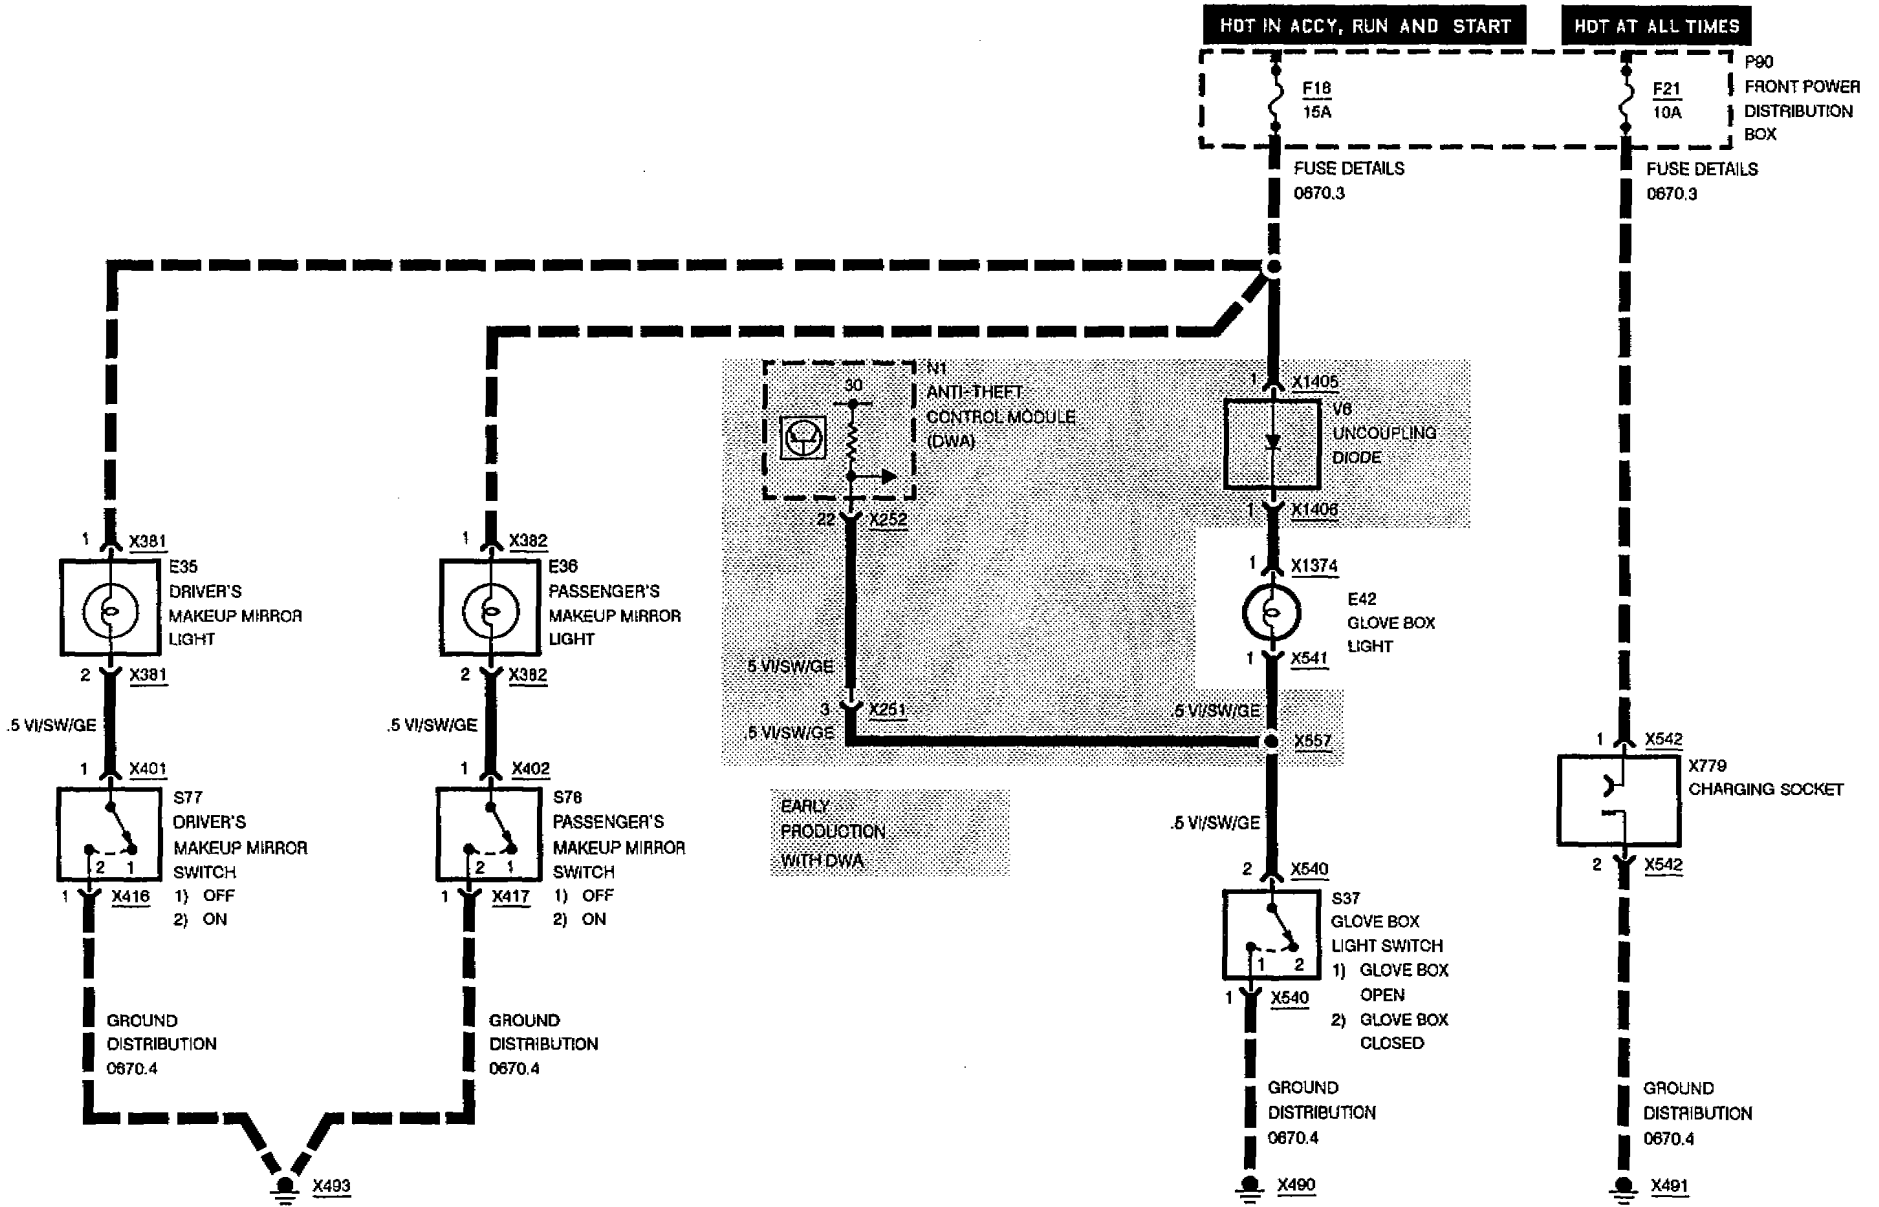 HOT IN ACCY, RUN AND START
HOT AT ALL TIMES
P90
FRONT POWER
DISTRIBUTION
BOX
F18
15A
F21
10A
FUSE DETAILS
0670.3
FUSE DETAILS
0670.3
N1
ANTI-THEFT
CONTROL MODULE
(DWA)
30
22 X252
1 X1405
V6
UNCOUPLING
DIODE
1 X1406
1 X381
E35
DRIVER'S
MAKEUP MIRROR
LIGHT
2 X381
.5 VI/SW/GE
1 X382
E36
PASSENGER'S
MAKEUP MIRROR
LIGHT
2 X382
.5 VI/SW/GE
1 X1374
E42
GLOVE BOX
LIGHT
1 X541
.5 VI/SW/GE
.5 VI/SW/GE
3 X251
.5 VI/SW/GE
X557
1 X401
S77
DRIVER'S
MAKEUP MIRROR
SWITCH
1) OFF
2) ON
2 1
1 X416
1 X402
S76
PASSENGER'S
MAKEUP MIRROR
SWITCH
1) OFF
2) ON
2 1
1 X417
EARLY
PRODUCTION
WITH DWA
.5 VI/SW/GE
2 X540
S37
GLOVE BOX
LIGHT SWITCH
1) GLOVE BOX
OPEN
2) GLOVE BOX
CLOSED
1 2
1 X540
1 X542
X779
CHARGING SOCKET
2 X542
GROUND
DISTRIBUTION
0670.4
GROUND
DISTRIBUTION
0670.4
GROUND
DISTRIBUTION
0670.4
GROUND
DISTRIBUTION
0670.4
X493
X490
X491